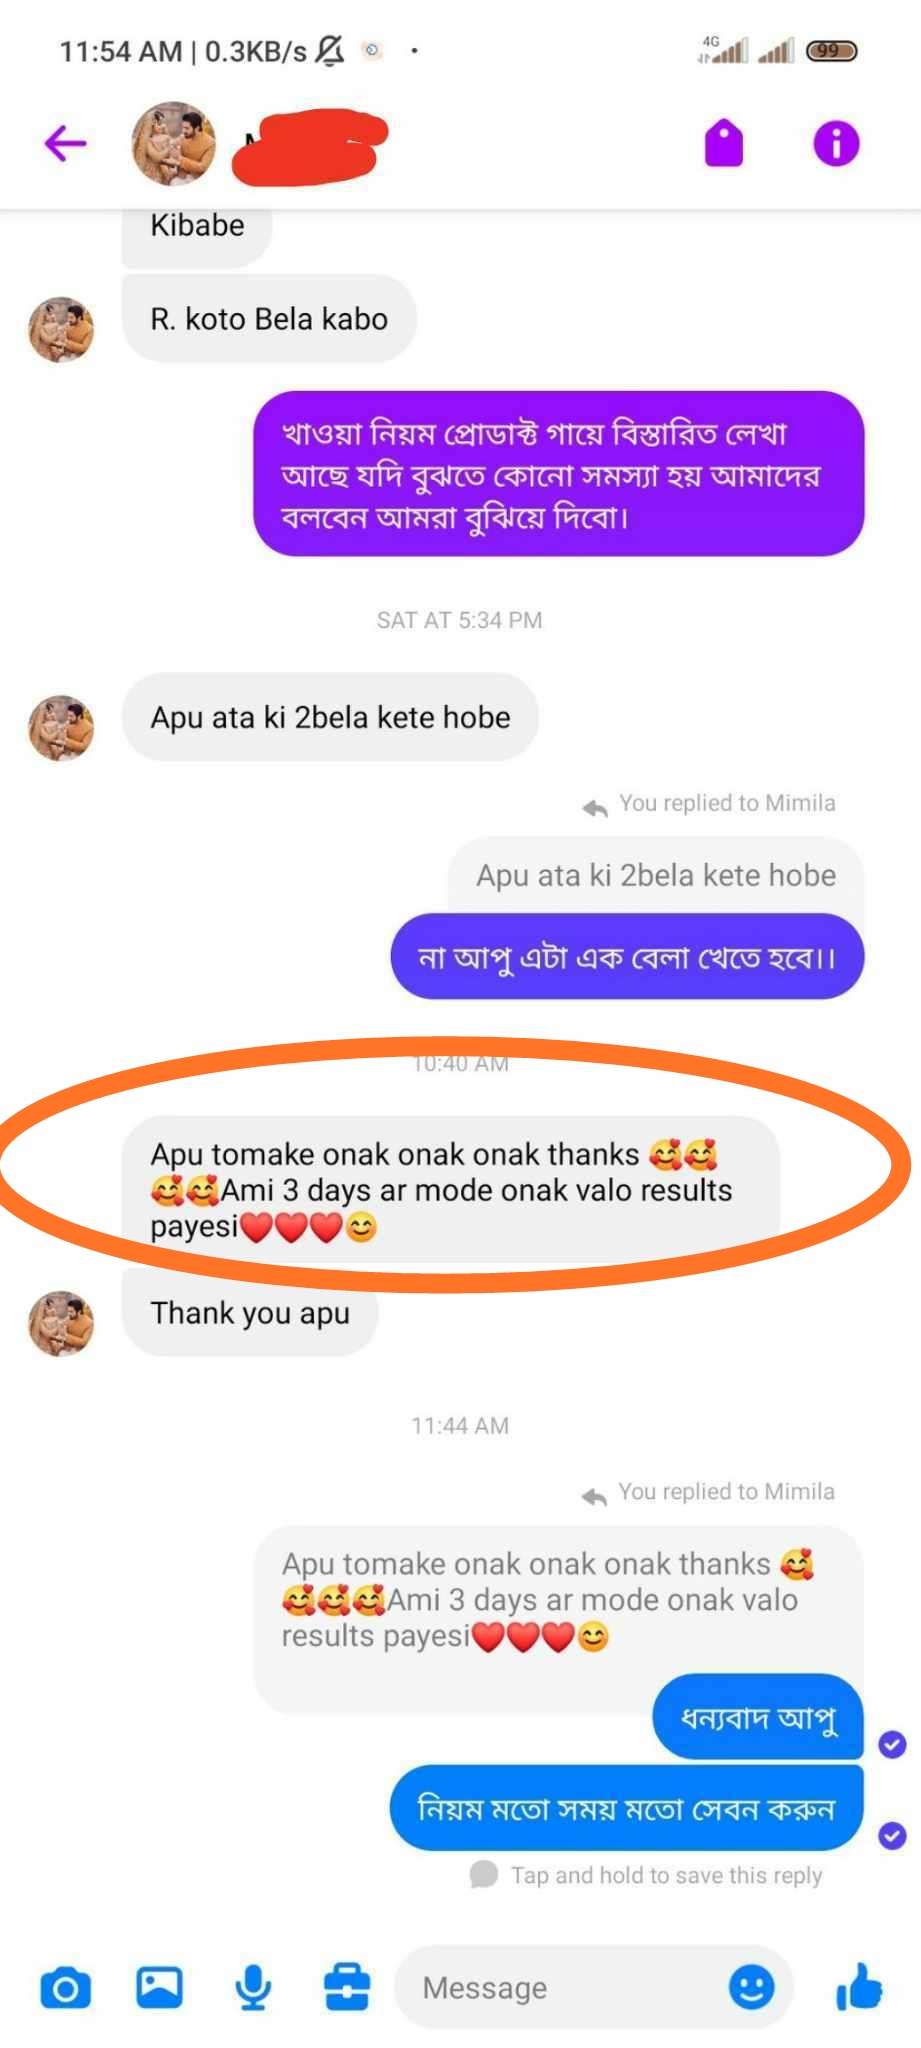 11:54 AM | 0.3KB/s
4G
99
Kibabe
R. koto Bela kabo
খাওয়া নিয়ম প্রোডাক্ট গায়ে বিস্তারিত লেখা
আছে যদি বুঝতে কোনো সমস্যা হয় আমাদের
বলবেন আমরা বুঝিয়ে দিবো।
SAT AT 5:34 PM
Apu ata ki 2bela kete hobe
You replied to Mimila
Apu ata ki 2bela kete hobe
না আপু এটা এক বেলা খেতে হবে।।
10:40 AM
Apu tomake onak onak onak thanks 🥰🥰
🥰🥰Ami 3 days ar mode onak valo results
payesi❤️❤️❤️😊
Thank you apu
11:44 AM
You replied to Mimila
Apu tomake onak onak onak thanks 🥰
🥰🥰🥰Ami 3 days ar mode onak valo
results payesi❤️❤️❤️😊
ধন্যবাদ আপু
নিয়ম মতো সময় মতো সেবন করুন
Tap and hold to save this reply
Message